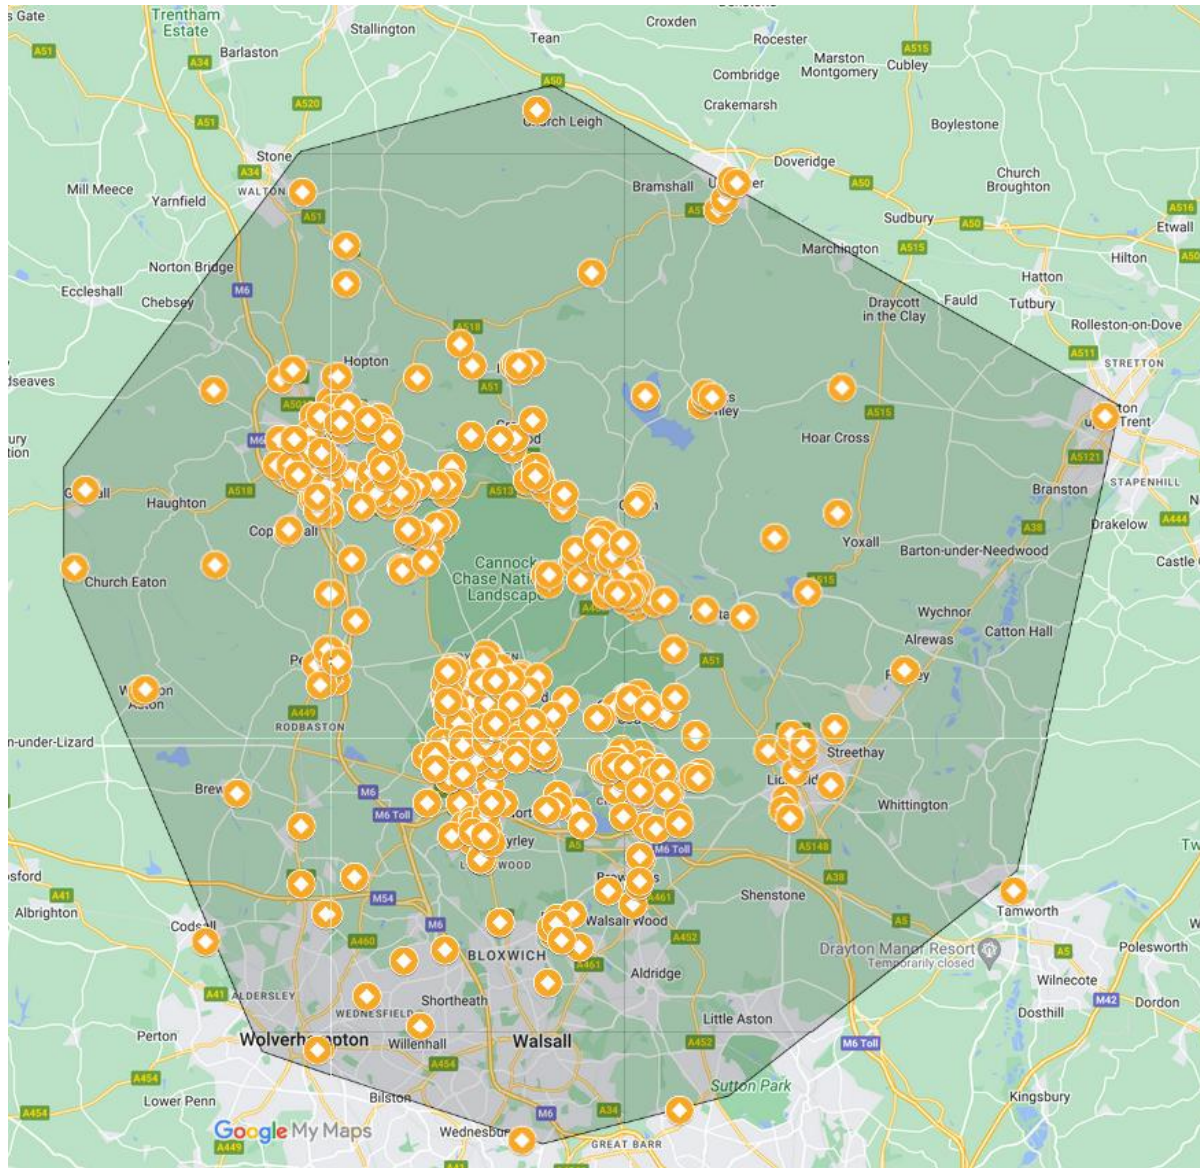 Gate
Trentham
Estate
Stallington
Croxden
Tean
Rocester
A51
Barlaston
A34
Marston
Montgomery
Cubley
A515
Combridge
A50
A520
Crakemarsh
A51
Boylestone
Stone
A34
Doveridge
Mill Meece
WALTON
Bramshall
A50
Church
Broughton
Yarnfield
A51
Sudbury
A516
A50
Etwall
Marchington
A515
Hilton
Norton Bridge
Hatton
Eccleshall
Chebsey
M6
Draycott
in the Clay
Fauld
Tutbury
A518
Rolleston-on-Dove
Hopton
A511
STRETTON
A51
A515
Hoar Cross
M6
A5121
STAPENHILL
A518
A513
Branston
Haughton
A38
Drakelow
A444
Yoxall
Barton-under-Needwood
Cannock
Church Eaton
A515
Wychnor
Catton Hall
Alrewas
A51
Aston
A449
RODBASTON
n-under-Lizard
Streethay
M6
Whittington
M6 Toll
A5
M6 Toll
A5148
A38
A41
M54
A461
Shenstone
Albrighton
A5
Tamworth
M6
Walsall Wood
A460
A452
Drayton Manor Resort
Temporarily closed
A5
Polesworth
BLOXWICH
A461
Aldridge
Wilnecote
A41
ALDERSLEY
Shortheath
M42
Dordon
WEDNESFIELD
Dosthill
Little Aston
Perton
Wolverhampton
Willenhall
Walsall
A452
M6 Toll
A454
A454
Sutton Park
Kingsbury
Bilston
Lower Penn
A454
M6
A34
Google My Maps
A449
GREAT BARR
A41